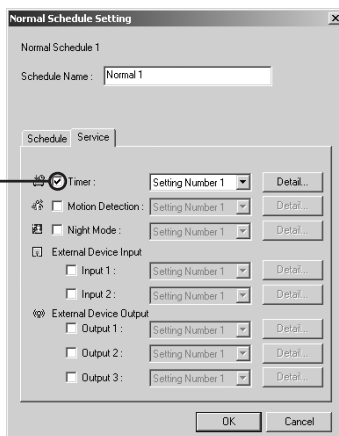 Normal Schedule Setting
Normal Schedule 1
Schedule Name : Normal 1
Schedule Service
Timer : Setting Number 1 Detail...
Motion Detection : Setting Number 1 Detail...
Night Mode : Setting Number 1 Detail...
External Device Input
Input 1 : Setting Number 1 Detail...
Input 2 : Setting Number 1 Detail...
External Device Output
Output 1 : Setting Number 1 Detail...
Output 2 : Setting Number 1 Detail...
Output 3 : Setting Number 1 Detail...
OK Cancel